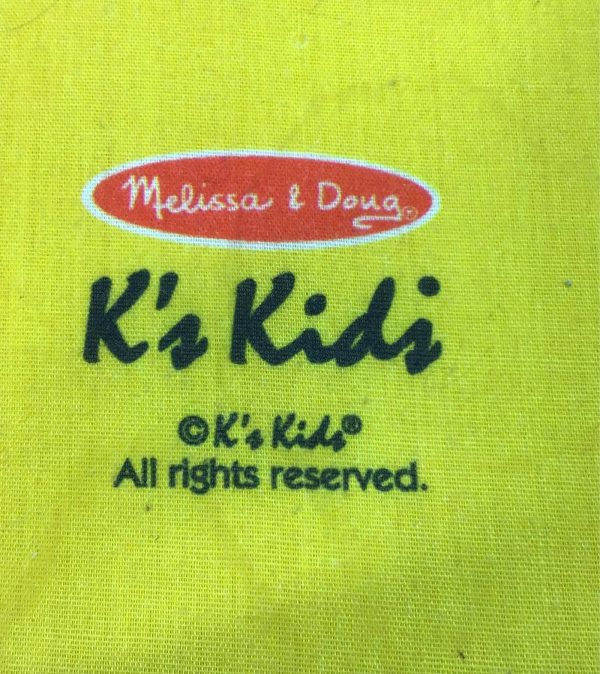 Melissa & Doug®
K's Kids
©K's Kids®
All rights reserved.